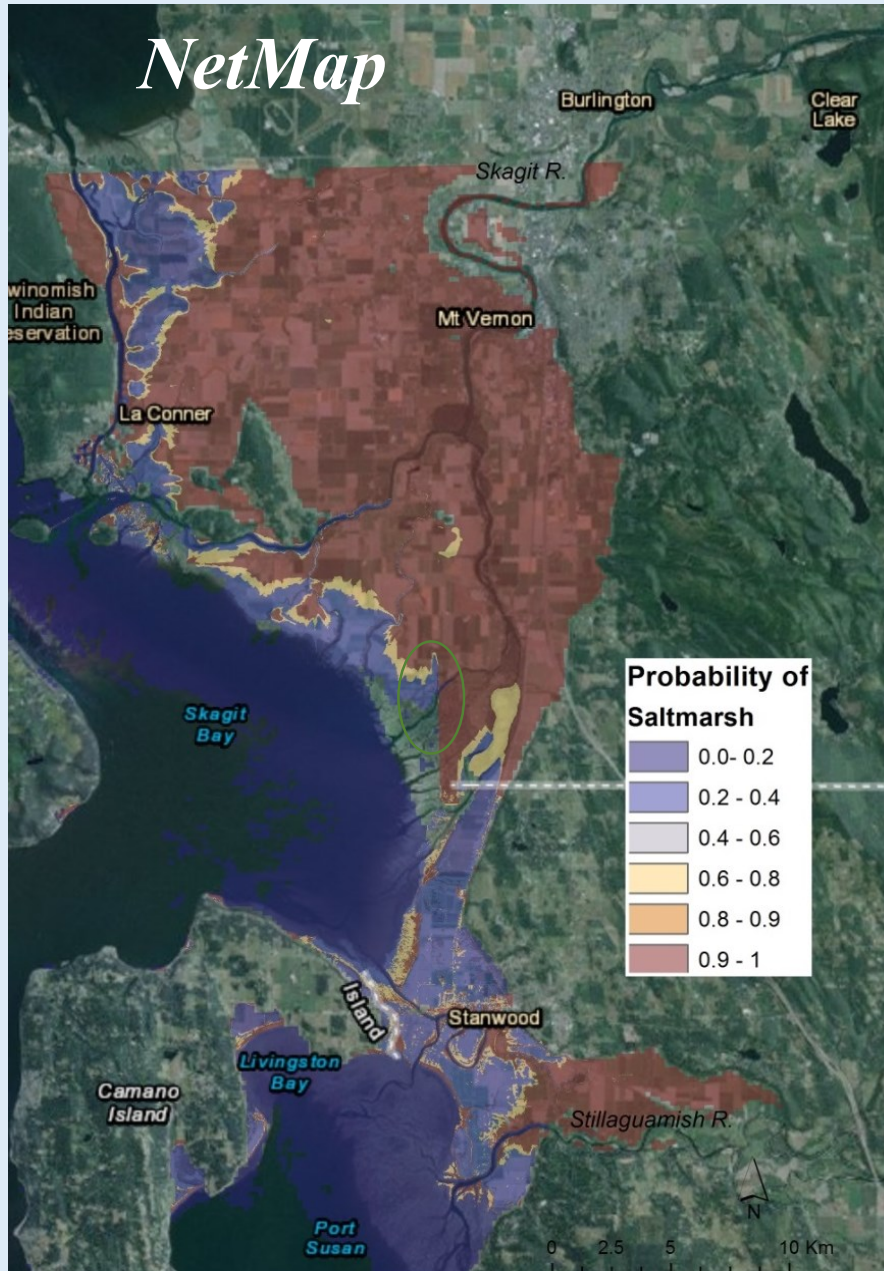 NetMap
Burlington
Clear
Lake
Skagit R.
winomish
Indian
eservation
Mt Vernon
La Conner
Skagit
Bay
Probability of
Saltmarsh
0.0- 0.2
0.2 - 0.4
0.4 - 0.6
0.6 - 0.8
0.8 - 0.9
0.9 - 1
Island
Stanwood
Livingston
Bay
Camano
Island
Stillaguamish R.
N
Port
Susan
0 2.5 5 10 Km